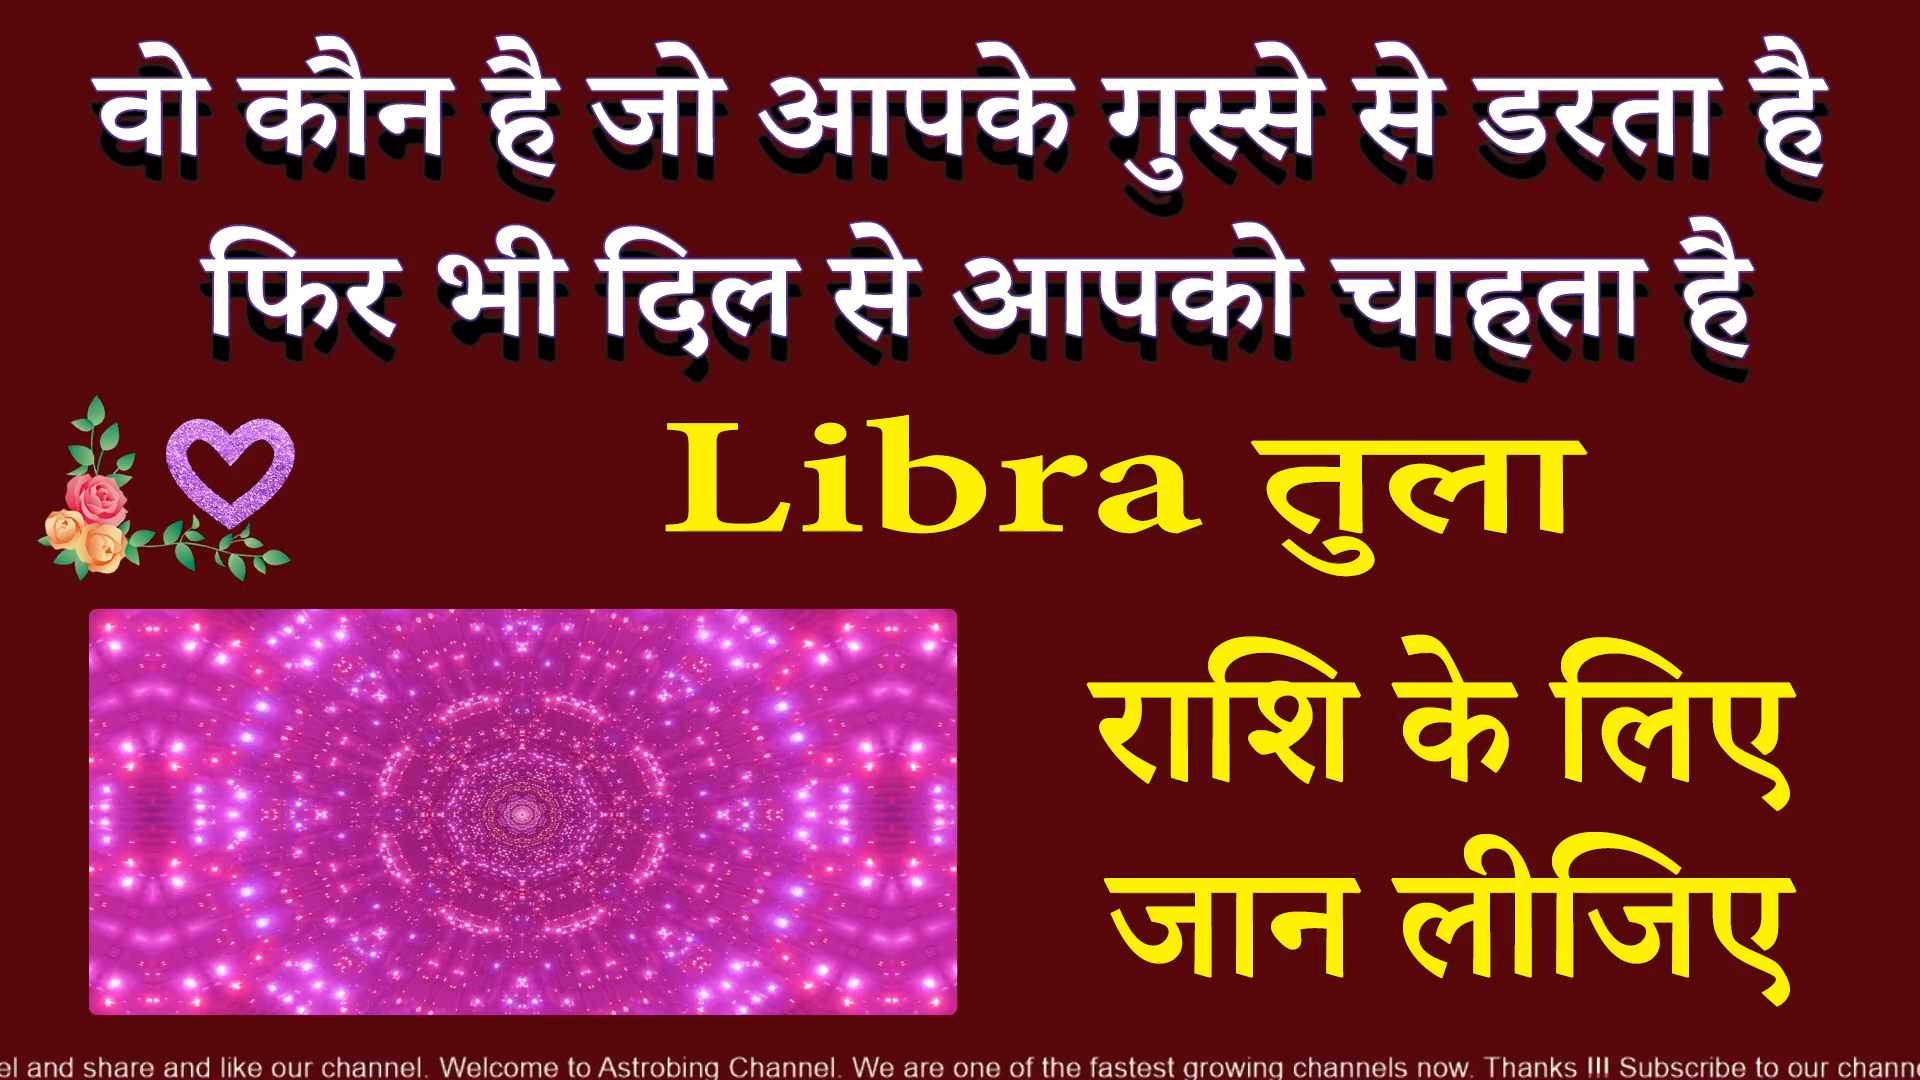 वो कौन है जो आपके गुस्से से डरता है
फिर भी दिल से आपको चाहता है
Libra तुला
राशि के लिए
जान लीजिए
el and share and like our channel. Welcome to Astrobing Channel. We are one of the fastest growing channels now. Thanks !!! Subscribe to our chann